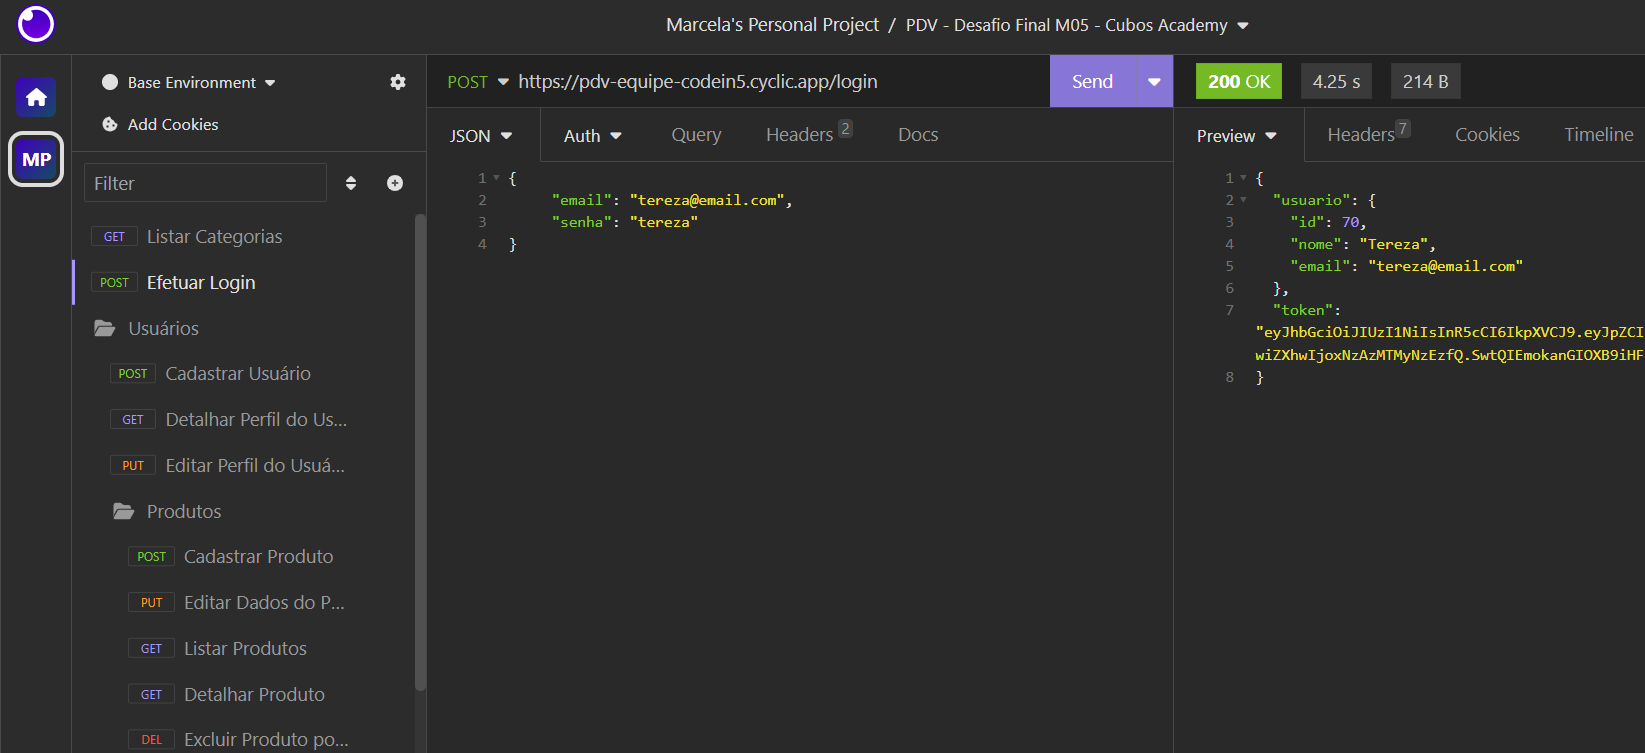 Marcela's Personal Project / PDV - Desafio Final M05 - Cubos Academy
MP
Base Environment
Add Cookies
Filter
GET Listar Categorias
POST Efetuar Login
Usuários
POST Cadastrar Usuário
GET Detalhar Perfil do Us...
PUT Editar Perfil do Usuá...
Produtos
POST Cadastrar Produto
PUT Editar Dados do P...
GET Listar Produtos
GET Detalhar Produto
DEL Excluir Produto po...
POST https://pdv-equipe-codein5.cyclic.app/login Send
JSON Auth Query Headers 2 Docs
1 {
2 "email": "tereza@email.com",
3 "senha": "tereza"
4 }
200 OK 4.25 s 214 B
Preview Headers 7 Cookies Timeline
1 {
2 "usuario": {
3 "id": 70,
4 "nome": "Tereza",
5 "email": "tereza@email.com"
6 },
7 "token":
"eyJhbGciOiJIUzI1NiIsInR5cCI6IkpXVCJ9.eyJpZCI
wiZXhwIjoxNzAzMTMyNzEzfQ.SwtQIEmokanGIOXB9iHF
8 }